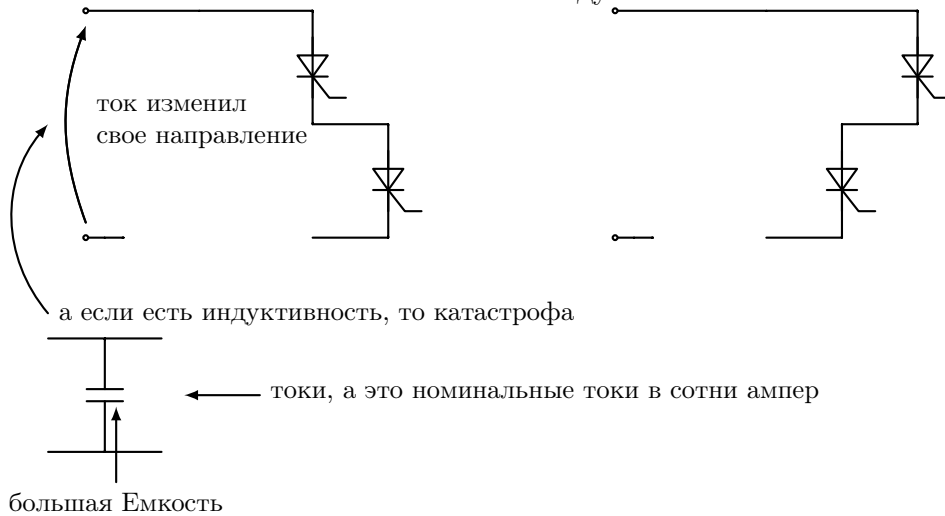 ток изменил
свое направление
а если есть индуктивность, то катастрофа
токи, а это номинальные токи в сотни ампер
большая Емкость